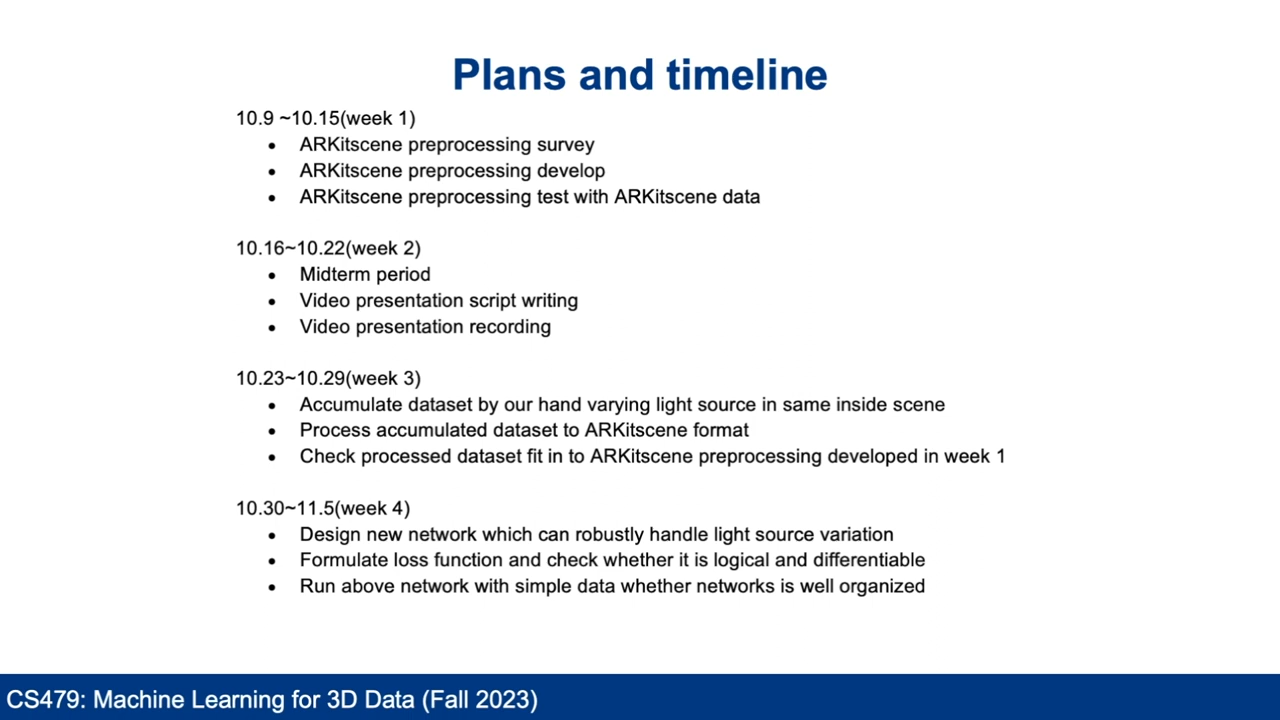 Plans and timeline
10.9 ~10.15(week 1)
• ARKitscene preprocessing survey
• ARKitscene preprocessing develop
• ARKitscene preprocessing test with ARKitscene data
10.16~10.22(week 2)
• Midterm period
• Video presentation script writing
• Video presentation recording
10.23~10.29(week 3)
• Accumulate dataset by our hand varying light source in same inside scene
• Process accumulated dataset to ARKitscene format
• Check processed dataset fit in to ARKitscene preprocessing developed in week 1
10.30~11.5(week 4)
• Design new network which can robustly handle light source variation
• Formulate loss function and check whether it is logical and differentiable
• Run above network with simple data whether networks is well organized
CS479: Machine Learning for 3D Data (Fall 2023)